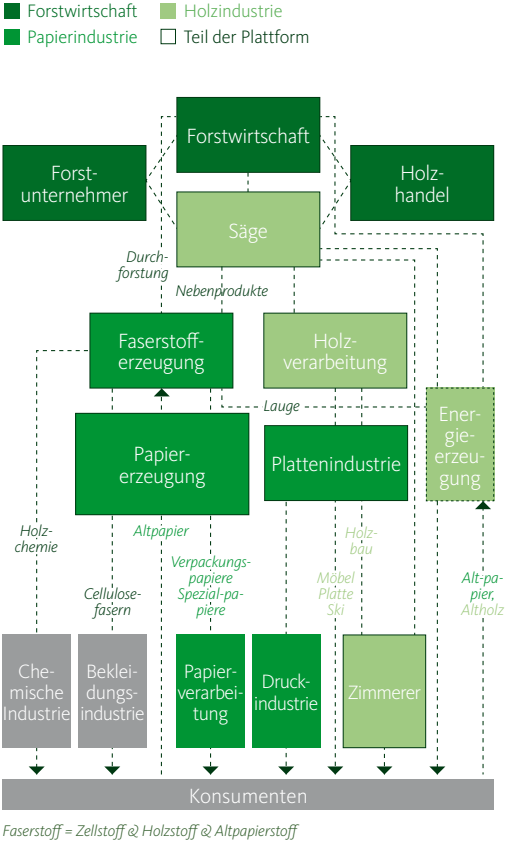 Forstwirtschaft
Holzindustrie
Papierindustrie
Teil der Plattform
Forstwirtschaft
Forst-
unternehmer
Holz-
handel
Säge
Durch-
forstung
Nebenprodukte
Faserstoff-
erzeugung
Holz-
verarbeitung
Lauge
Ener-
gie-
erzeu-
gung
Papier-
erzeugung
Plattenindustrie
Holz-
chemie
Altpapier
Holz-
bau
Verpackungs-
papiere
Spezial-pa-
piere
Cellulose-
fasern
Möbel
Platte
Ski
Alt-pa-
pier,
Altholz
Che-
mische
Industrie
Beklei-
dungs-
industrie
Papier-
verarbei-
tung
Druck-
industrie
Zimmerer
Konsumenten
Faserstoff = Zellstoff & Holzstoff & Altpapierstoff